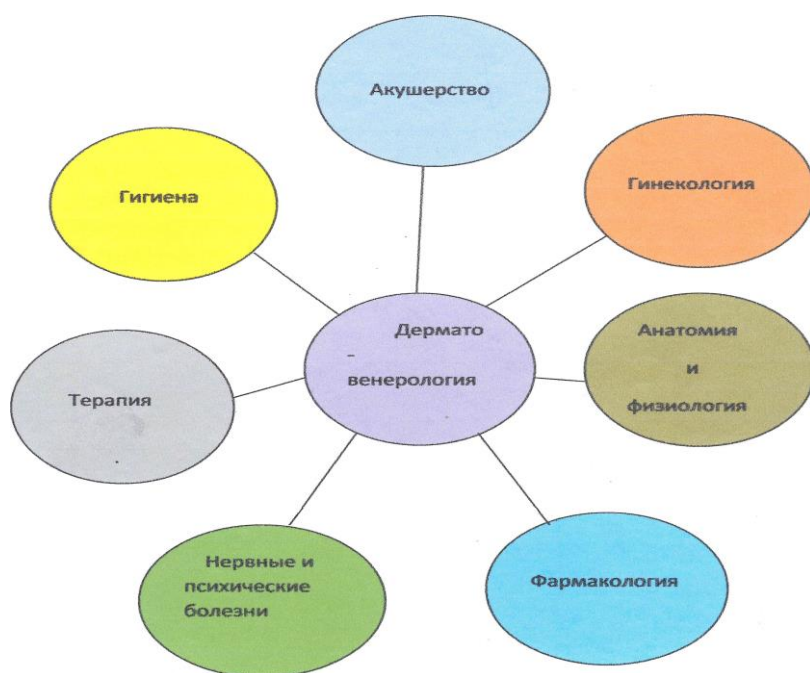 Акушерство
Гигиена
Гинекология
Дермато
–
венерология
Анатомия
и
физиология
Терапия
Нервные и
психические
болезни
Фармакология